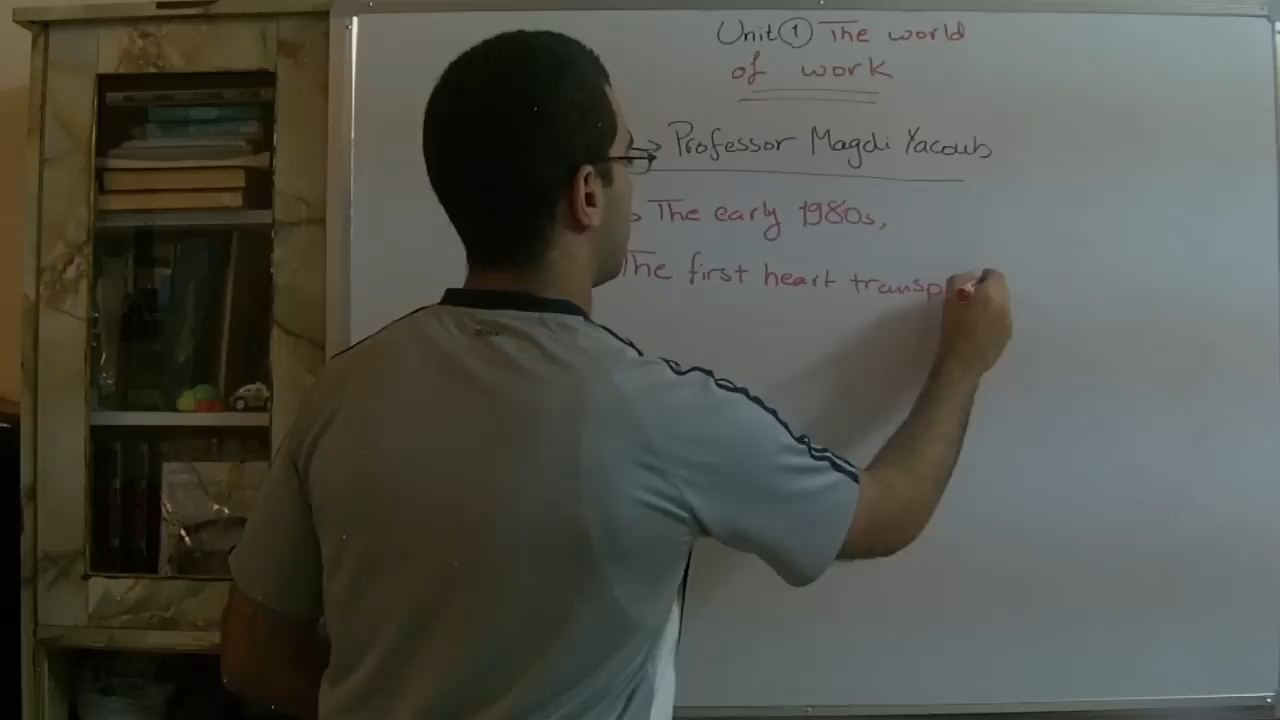 Unit ① The world
of work
→ Professor Magdi Yacoub
The early 1980s,
The first heart transp